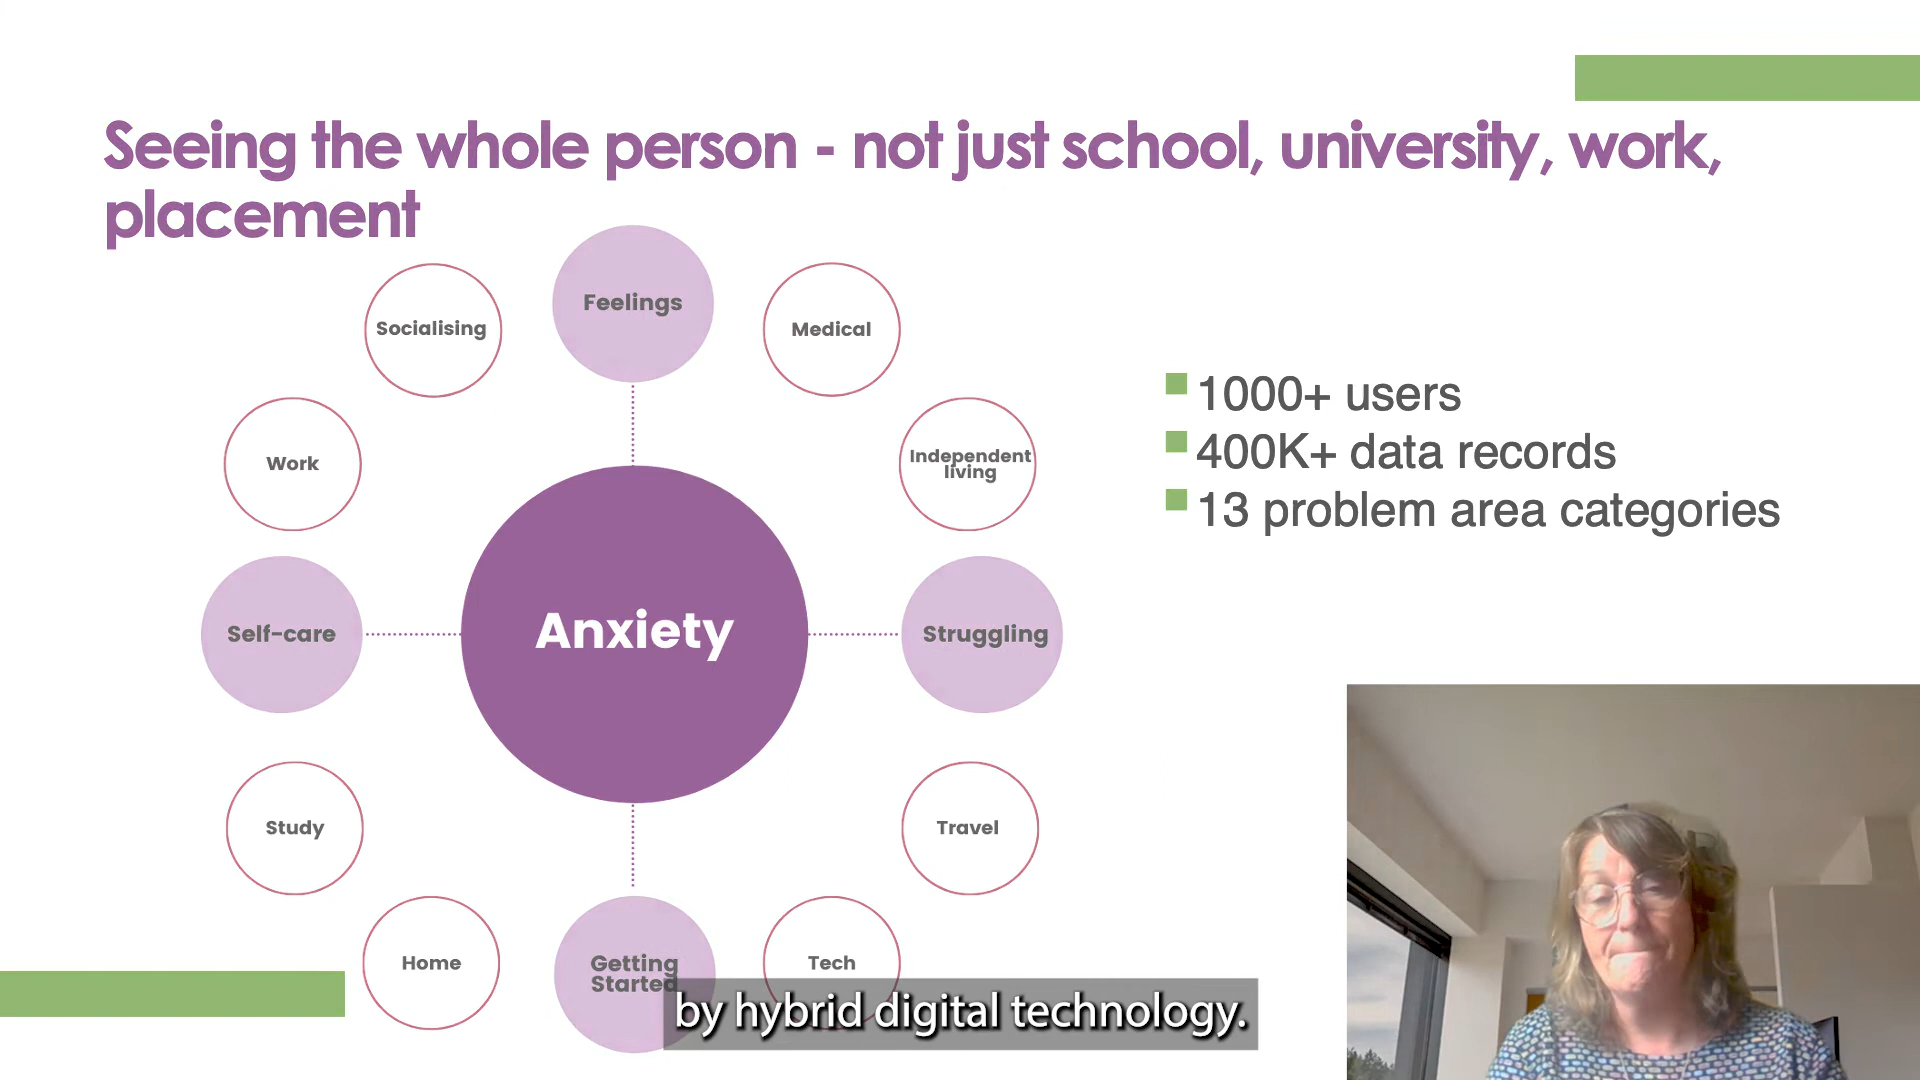 Seeing the whole person - not just school, university, work,
placement
Feelings
Socialising
Medical
Work
Independent
living
Self-care
Anxiety
Struggling
Study
Travel
Home
Getting
Started
Tech
1000+ users
400K+ data records
13 problem area categories
by hybrid digital technology.